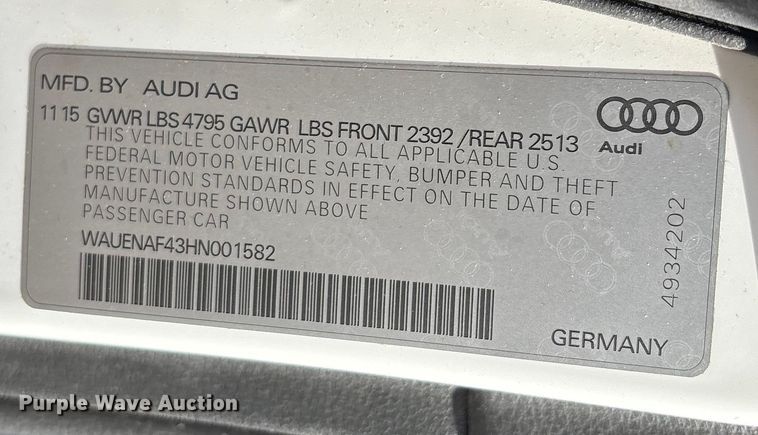 MFD. BY AUDI AG
11 15 GVWR LBS 4795 GAWR LBS FRONT 2392 /REAR 2513
THIS VEHICLE CONFORMS TO ALL APPLICABLE U.S.
FEDERAL MOTOR VEHICLE SAFETY, BUMPER AND THEFT
PREVENTION STANDARDS IN EFFECT ON THE DATE OF
MANUFACTURE SHOWN ABOVE
PASSENGER CAR
WAUENAF43HN001582
Audi
4934202
GERMANY
Purple Wave Auction